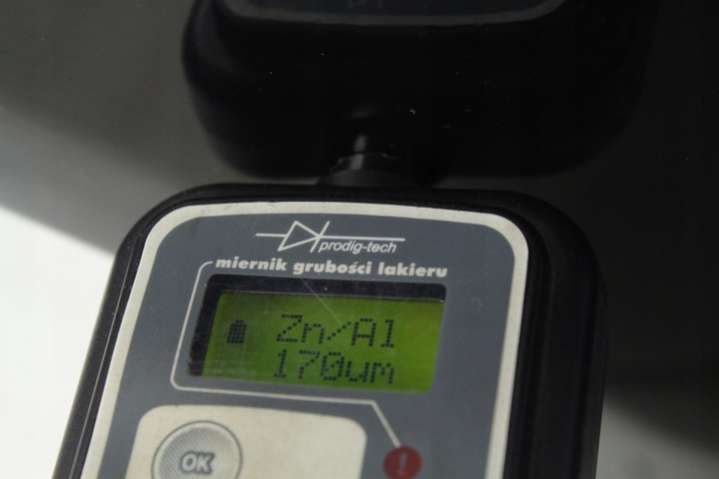 prodig-tech
miernik grubości lakieru
Zn/Al
170um
OK
!